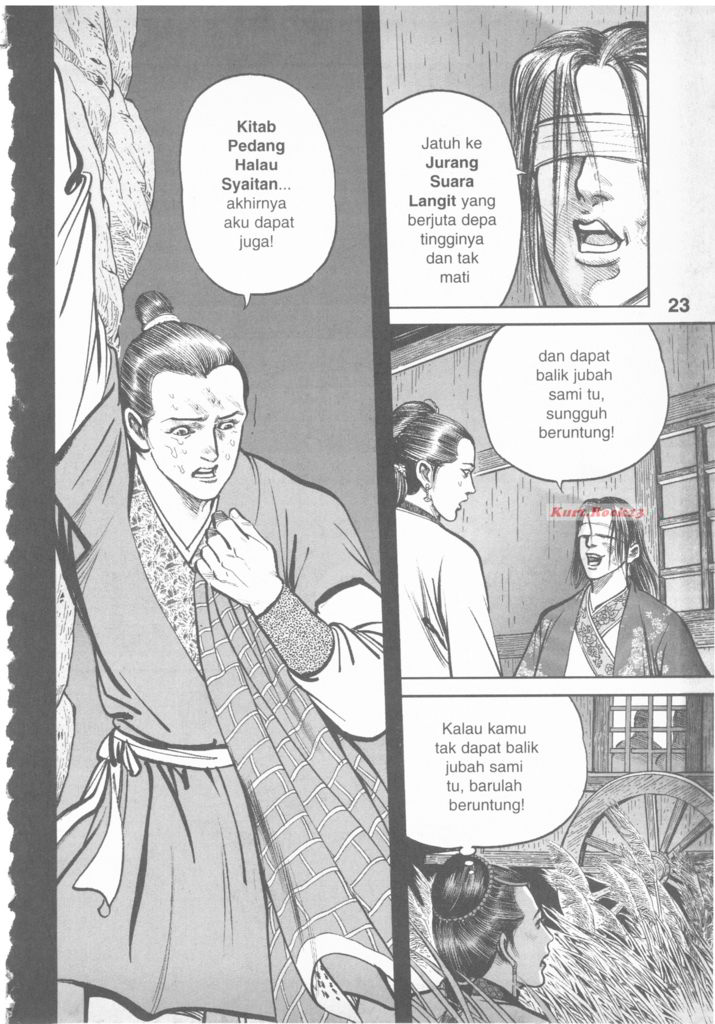 Kitab
Pedang
Halau
Syaitan...
akhirnya
aku dapat
juga!
Jatuh ke
Jurang
Suara
Langit yang
berjuta depa
tingginya
dan tak
mati
23
dan dapat
balik jubah
sami tu,
sungguh
beruntung!
Kurt.Rock13
Kalau kamu
tak dapat balik
jubah sami
tu, barulah
beruntung!